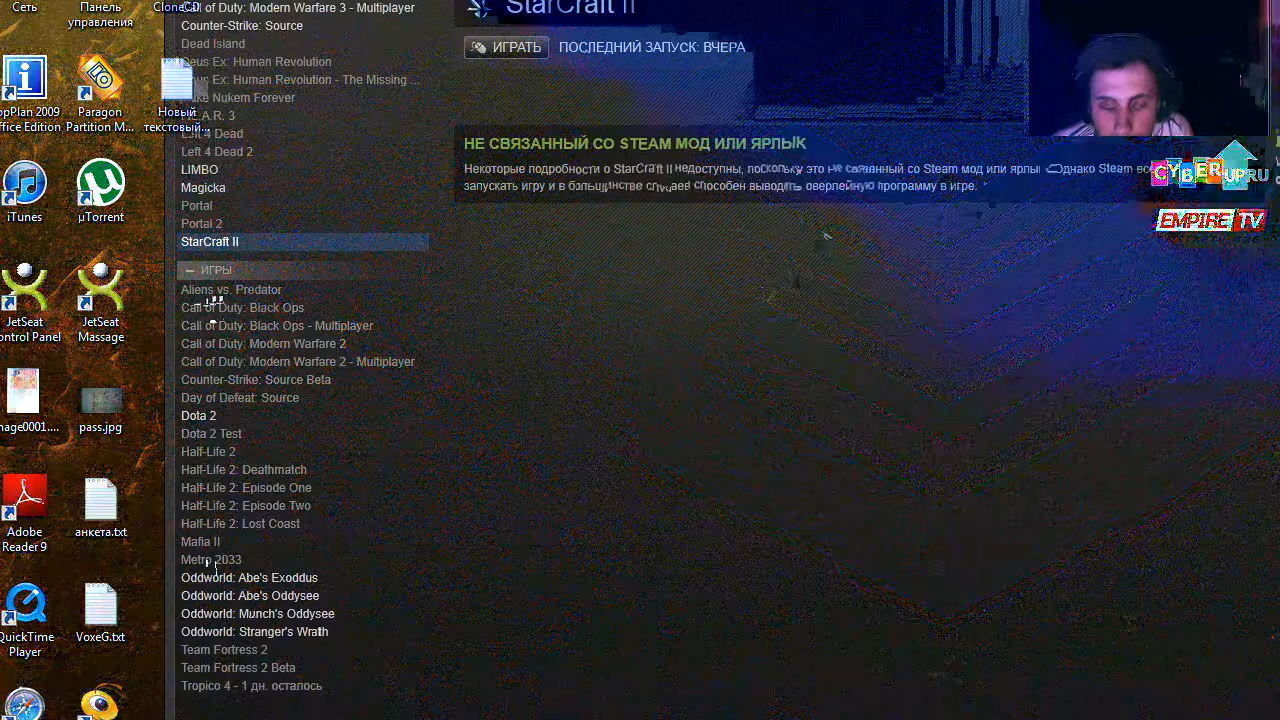 Сеть
Панель
управления
Call of Duty: Modern Warfare 3 - Multiplayer
Counter-Strike: Source
Dead Island
Deus Ex: Human Revolution
Deus Ex: Human Revolution - The Missing ...
Duke Nukem Forever
F.E.A.R. 3
Left 4 Dead
Left 4 Dead 2
LIMBO
Magicka
Portal
Portal 2
StarCraft II
ИГРЫ
Aliens vs. Predator
Call of Duty: Black Ops
Call of Duty: Black Ops - Multiplayer
Call of Duty: Modern Warfare 2
Call of Duty: Modern Warfare 2 - Multiplayer
Counter-Strike: Source Beta
Day of Defeat: Source
Dota 2
Dota 2 Test
Half-Life 2
Half-Life 2: Deathmatch
Half-Life 2: Episode One
Half-Life 2: Episode Two
Half-Life 2: Lost Coast
Mafia II
Metro 2033
Oddworld: Abe's Exoddus
Oddworld: Abe's Oddysee
Oddworld: Munch's Oddysee
Oddworld: Stranger's Wrath
Team Fortress 2
Team Fortress 2 Beta
Tropico 4 - 1 дн. осталось
StarCraft II
ИГРАТЬ ПОСЛЕДНИЙ ЗАПУСК: ВЧЕРА
НЕ СВЯЗАННЫЙ СО STEAM МОД ИЛИ ЯРЛЫК
Некоторые подробности о StarCraft II недоступны, поскольку это не связанный со Steam мод или ярлык. Однако Steam
запускать игру и в большинстве случаев способен выводить оверлейную программу в игре.
CYBER UP.RU
EMPIRE TV
ppPlan 2009
ffice Edition
Paragon
Partition M...
Новый
текстовый...
iTunes
µTorrent
JetSeat
ontrol Panel
JetSeat
Massage
mage0001....
pass.jpg
Adobe
Reader 9
анкета.txt
QuickTime
Player
VoxeG.txt